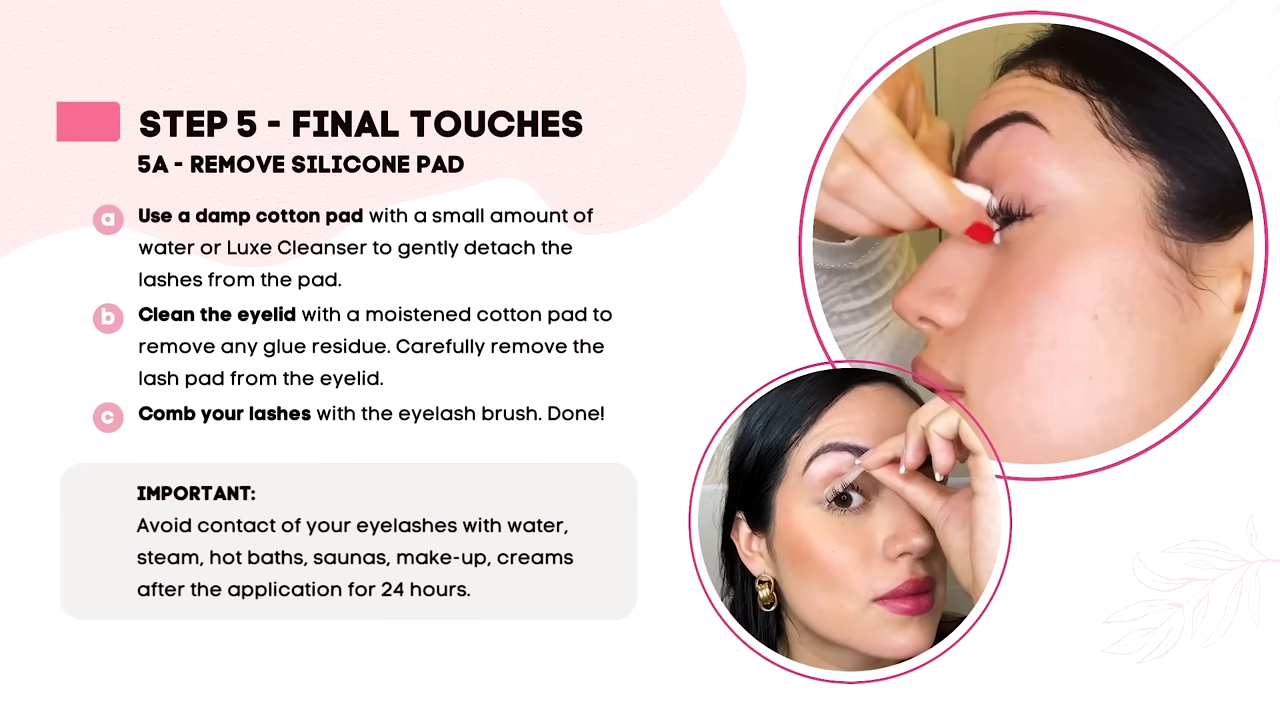 STEP 5 - FINAL TOUCHES
5A - REMOVE SILICONE PAD
a Use a damp cotton pad with a small amount of
water or Luxe Cleanser to gently detach the
lashes from the pad.
b Clean the eyelid with a moistened cotton pad to
remove any glue residue. Carefully remove the
lash pad from the eyelid.
c Comb your lashes with the eyelash brush. Done!
IMPORTANT:
Avoid contact of your eyelashes with water,
steam, hot baths, saunas, make-up, creams
after the application for 24 hours.